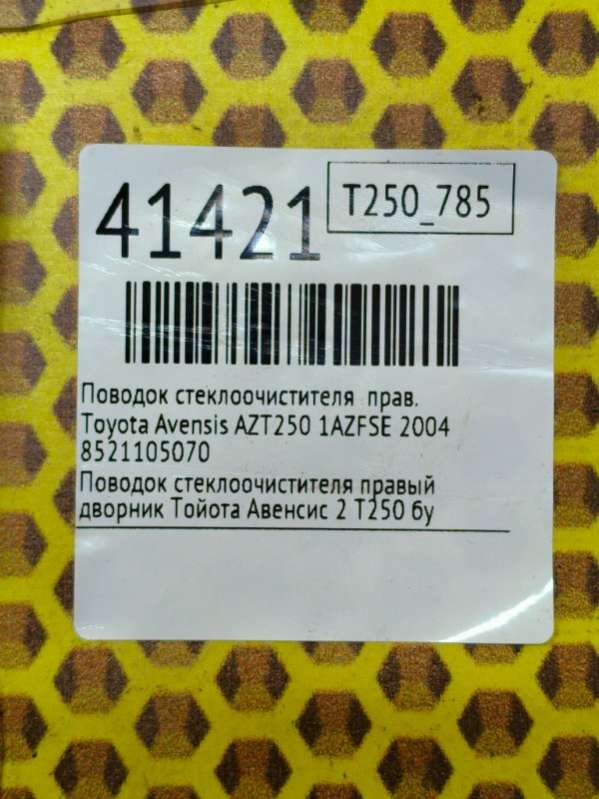 41421
T250_785
Поводок стеклоочистителя прав.
Toyota Avensis AZT250 1AZFSE 2004
8521105070
Поводок стеклоочистителя правый
дворник Тойота Авенсис 2 Т250 бу